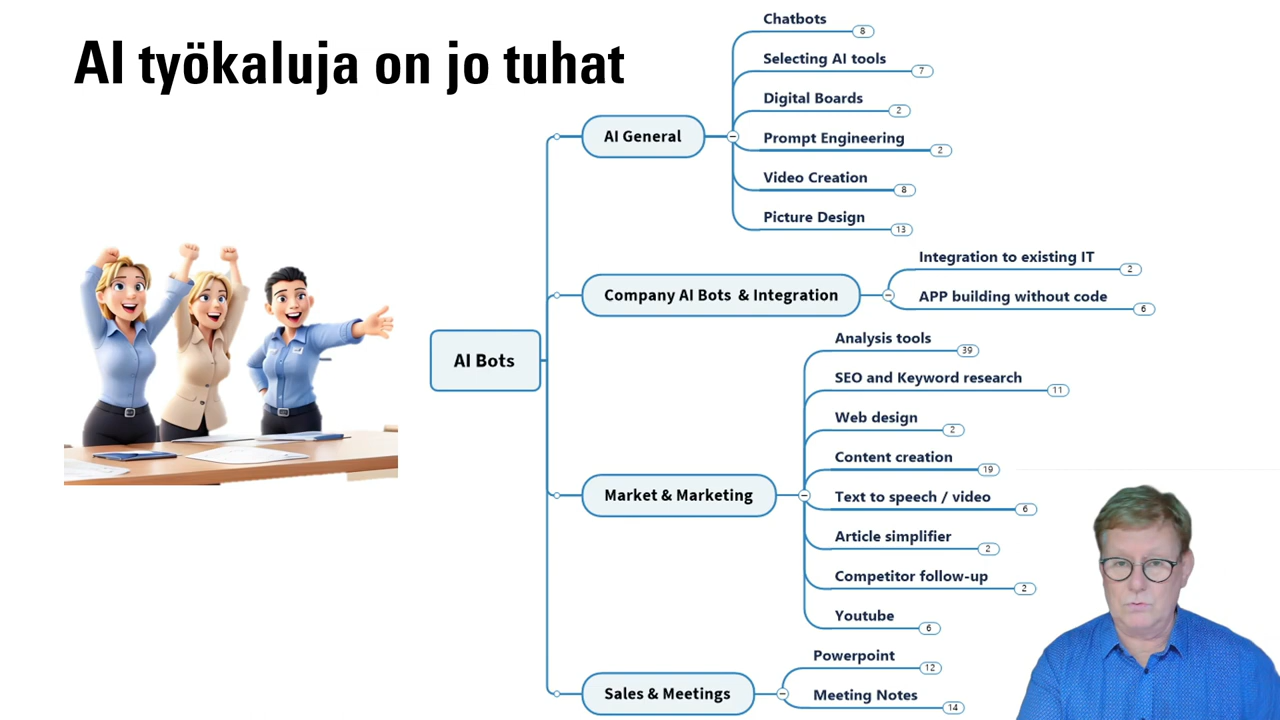 AI työkaluja on jo tuhat
AI Bots
AI General
Chatbots 8
Selecting AI tools 7
Digital Boards 2
Prompt Engineering 2
Video Creation 8
Picture Design 13
Company AI Bots & Integration
Integration to existing IT 2
APP building without code 6
Market & Marketing
Analysis tools 39
SEO and Keyword research 11
Web design 2
Content creation 19
Text to speech / video 6
Article simplifier 2
Competitor follow-up 2
Youtube 6
Sales & Meetings
Powerpoint 12
Meeting Notes 14